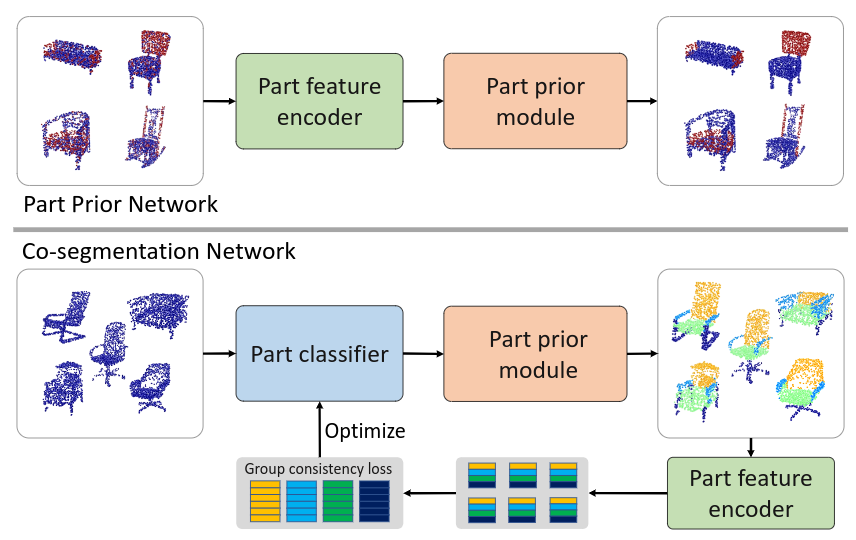 Part feature
encoder
Part prior
module
Part Prior Network
Co-segmentation Network
Part classifier
Part prior
module
Optimize
Group consistency loss
Part feature
encoder